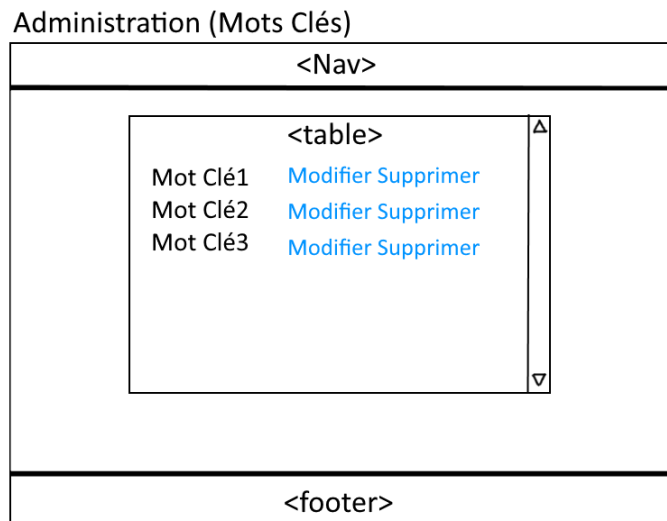 Administration (Mots Clés)
<Nav>
<table>
Mot Clé1 Modifier Supprimer
Mot Clé2 Modifier Supprimer
Mot Clé3 Modifier Supprimer
<footer>